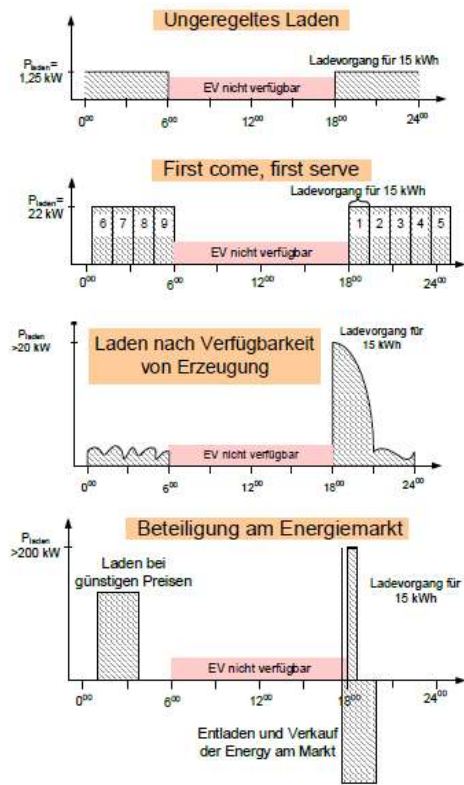 Ungeregeltes Laden
Pladen=
1,25 kW
Ladevorgang für 15 kWh
EV nicht verfügbar
0⁰⁰ 6⁰⁰ 12⁰⁰ 18⁰⁰ 24⁰⁰
First come, first serve
Ladevorgang für 15 kWh
Pladen=
22 kW
6 7 8 9 1 2 3 4 5
EV nicht verfügbar
0⁰⁰ 6⁰⁰ 12⁰⁰ 18⁰⁰ 24⁰⁰
Pladen
>20 kW
Laden nach Verfügbarkeit
von Erzeugung
Ladevorgang für
15 kWh
EV nicht verfügbar
0⁰⁰ 6⁰⁰ 12⁰⁰ 18⁰⁰ 24⁰⁰
Beteiligung am Energiemarkt
Pladen
>200 kW
Laden bei
günstigen Preisen
Ladevorgang für
15 kWh
EV nicht verfügbar
0⁰⁰ 6⁰⁰ 12⁰⁰ 18⁰⁰ 24⁰⁰
Entladen und Verkauf
der Energy am Markt